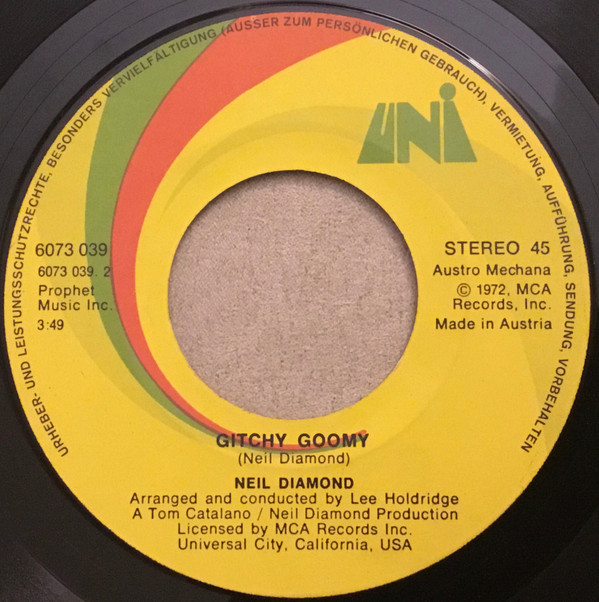 URHEBER- UND LEISTUNGSSCHUTZRECHTE, BESONDERS VERVIELFÄLTIGUNG (AUSSER ZUM PERSÖNLICHEN GEBRAUCH), VERMIETUNG, AUFFÜHRUNG, SENDUNG, VORBEHALTEN
UNI
6073 039
6073 039. 2
Prophet
Music Inc.
3:49
STEREO 45
Austro Mechana
© 1972, MCA
Records, Inc.
Made in Austria
GITCHY GOOMY
(Neil Diamond)
NEIL DIAMOND
Arranged and conducted by Lee Holdridge
A Tom Catalano / Neil Diamond Production
Licensed by MCA Records Inc.
Universal City, California, USA